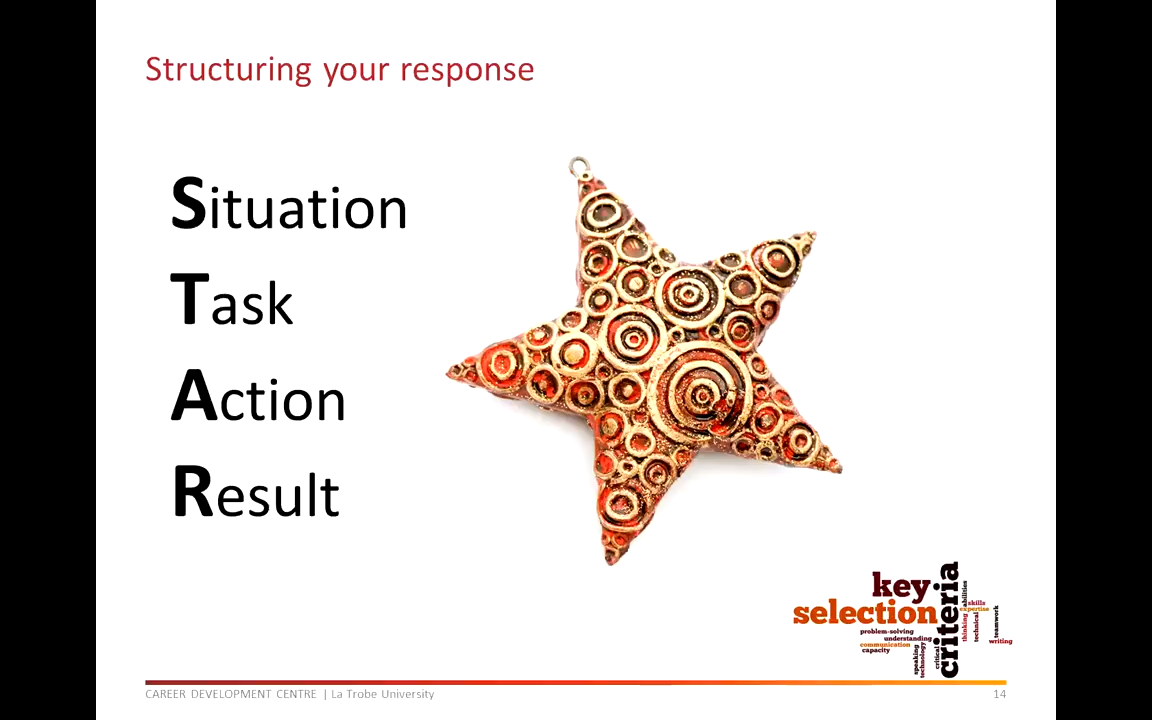 Structuring your response
Situation
Task
Action
Result
key
selection
criteria
abilities
skills
expertise
thinking
technical
teamwork
writing
problem-solving
understanding
communication
capacity
critical
speaking
technology
CAREER DEVELOPMENT CENTRE | La Trobe University
14